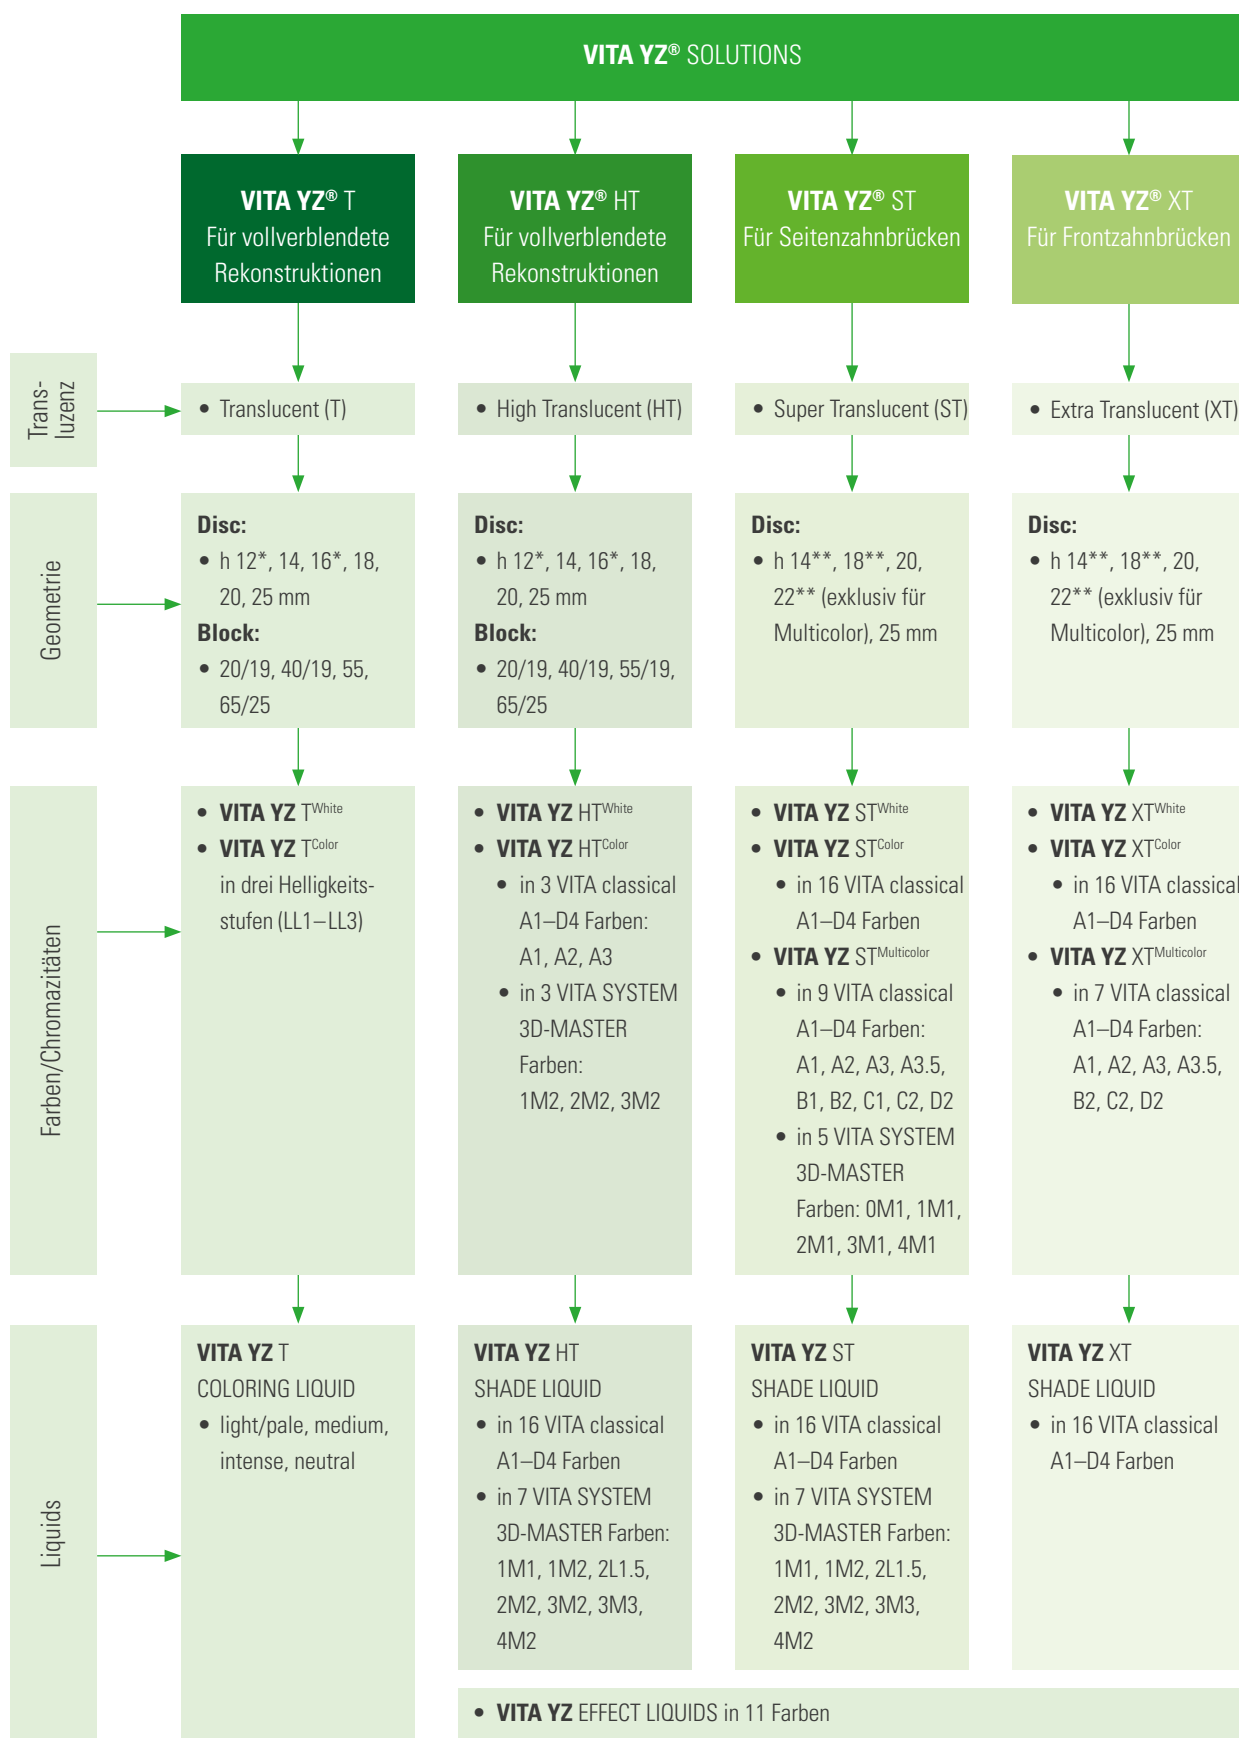 VITA YZ® SOLUTIONS
VITA YZ® T
Für vollverblendete
Rekonstruktionen
VITA YZ® HT
Für vollverblendete
Rekonstruktionen
VITA YZ® ST
Für Seitenzahnbrücken
VITA YZ® XT
Für Frontzahnbrücken
Trans-
luzenz
• Translucent (T)
• High Translucent (HT)
• Super Translucent (ST)
• Extra Translucent (XT)
Geometrie
Disc:
• h 12*, 14, 16*, 18,
20, 25 mm
Block:
• 20/19, 40/19, 55,
65/25
Disc:
• h 12*, 14, 16*, 18,
20, 25 mm
Block:
• 20/19, 40/19, 55/19,
65/25
Disc:
• h 14**, 18**, 20,
22** (exklusiv für
Multicolor), 25 mm
Disc:
• h 14**, 18**, 20,
22** (exklusiv für
Multicolor), 25 mm
Farben/Chromazitäten
• VITA YZ TWhite
• VITA YZ TColor
in drei Helligkeits-
stufen (LL1–LL3)
• VITA YZ HTWhite
• VITA YZ HTColor
• in 3 VITA classical
A1–D4 Farben:
A1, A2, A3
• in 3 VITA SYSTEM
3D-MASTER
Farben:
1M2, 2M2, 3M2
• VITA YZ STWhite
• VITA YZ STColor
• in 16 VITA classical
A1–D4 Farben
• VITA YZ STMulticolor
• in 9 VITA classical
A1–D4 Farben:
A1, A2, A3, A3.5,
B1, B2, C1, C2, D2
• in 5 VITA SYSTEM
3D-MASTER
Farben: 0M1, 1M1,
2M1, 3M1, 4M1
• VITA YZ XTWhite
• VITA YZ XTColor
• in 16 VITA classical
A1–D4 Farben
• VITA YZ XTMulticolor
• in 7 VITA classical
A1–D4 Farben:
A1, A2, A3, A3.5,
B2, C2, D2
Liquids
VITA YZ T
COLORING LIQUID
• light/pale, medium,
intense, neutral
VITA YZ HT
SHADE LIQUID
• in 16 VITA classical
A1–D4 Farben
• in 7 VITA SYSTEM
3D-MASTER Farben:
1M1, 1M2, 2L1.5,
2M2, 3M2, 3M3,
4M2
VITA YZ ST
SHADE LIQUID
• in 16 VITA classical
A1–D4 Farben
• in 7 VITA SYSTEM
3D-MASTER Farben:
1M1, 1M2, 2L1.5,
2M2, 3M2, 3M3,
4M2
VITA YZ XT
SHADE LIQUID
• in 16 VITA classical
A1–D4 Farben
• VITA YZ EFFECT LIQUIDS in 11 Farben